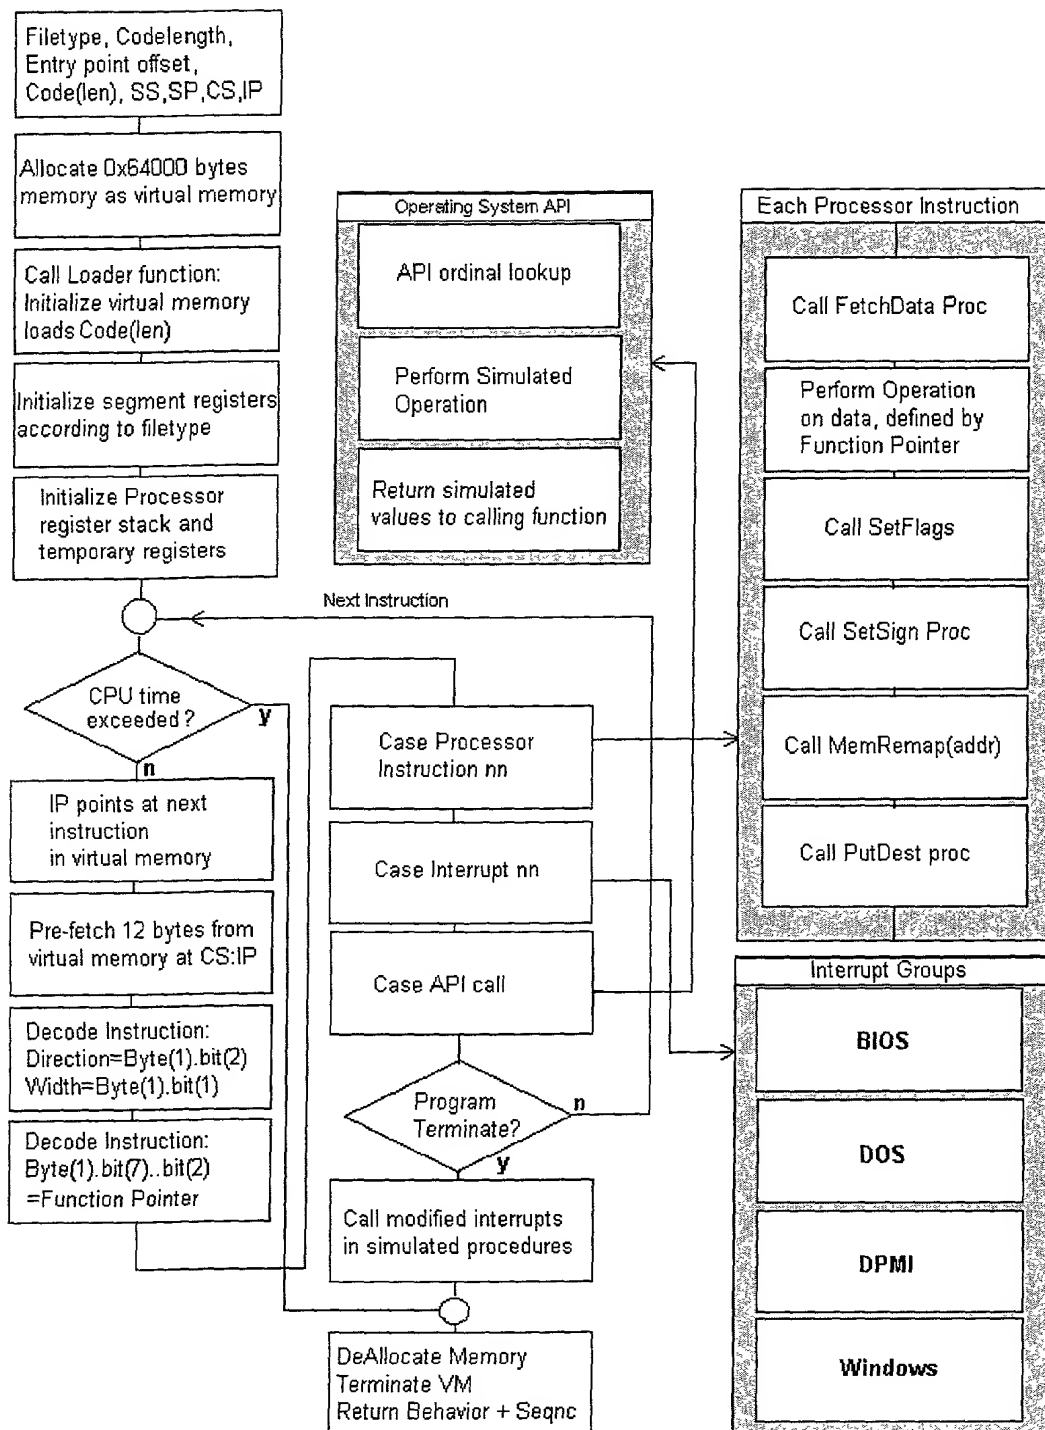 Filetype, Codelength,
Entry point offset,
Code(len), SS,SP,CS,IP
Allocate 0x64000 bytes
memory as virtual memory
Call Loader function:
Initialize virtual memory
loads Code(len)
Initialize segment registers
according to filetype
Initialize Processor
register stack and
temporary registers
CPU time
exceeded?
y
n
IP points at next
instruction
in virtual memory
Pre-fetch 12 bytes from
virtual memory at CS:IP
Decode Instruction:
Direction=Byte(1).bit(2)
Width=Byte(1).bit(1)
Decode Instruction:
Byte(1).bit(7)..bit(2)
=Function Pointer
Operating System API
API ordinal lookup
Perform Simulated
Operation
Return simulated
values to calling function
Next Instruction
Case Processor
Instruction nn
Case Interrupt nn
Case API call
Program
Terminate?
n
y
Call modified interrupts
in simulated procedures
DeAllocate Memory
Terminate VM
Return Behavior + Seqnc
Each Processor Instruction
Call FetchData Proc
Perform Operation
on data, defined by
Function Pointer
Call SetFlags
Call SetSign Proc
Call MemRemap(addr)
Call PutDest proc
Interrupt Groups
BIOS
DOS
DPMI
Windows